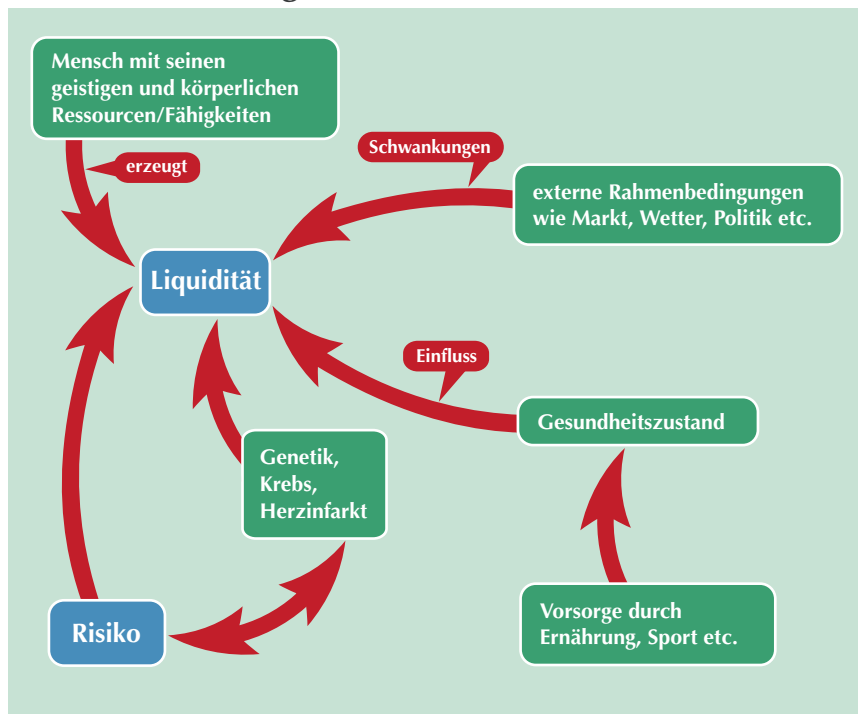 Mensch mit seinen
geistigen und körperlichen
Ressourcen/Fähigkeiten
erzeugt
Schwankungen
externe Rahmenbedingungen
wie Markt, Wetter, Politik etc.
Liquidität
Einfluss
Gesundheitszustand
Genetik,
Krebs,
Herzinfarkt
Risiko
Vorsorge durch
Ernährung, Sport etc.